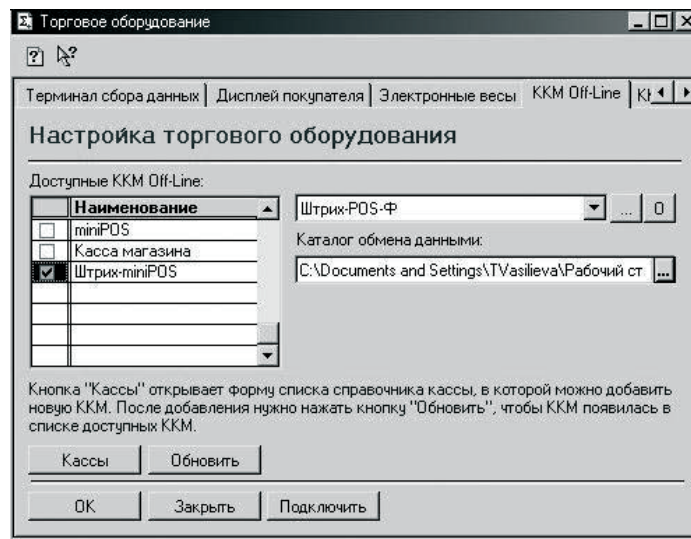 Торговое оборудование
Терминал сбора данных Дисплей покупателя Электронные весы ККМ Off-Line
Настройка торгового оборудования
Доступные ККМ Off-Line:
Наименование
miniPOS
Касса магазина
Штрих-miniPOS
Штрих-POS-Ф ... О
Каталог обмена данными:
C:\Documents and Settings\TVasilieva\Рабочий ст ...
Кнопка "Кассы" открывает форму списка справочника кассы, в которой можно добавить
новую ККМ. После добавления нужно нажать кнопку "Обновить", чтобы ККМ появилась в
списке доступных ККМ.
Кассы Обновить
OK Закрыть Подключить